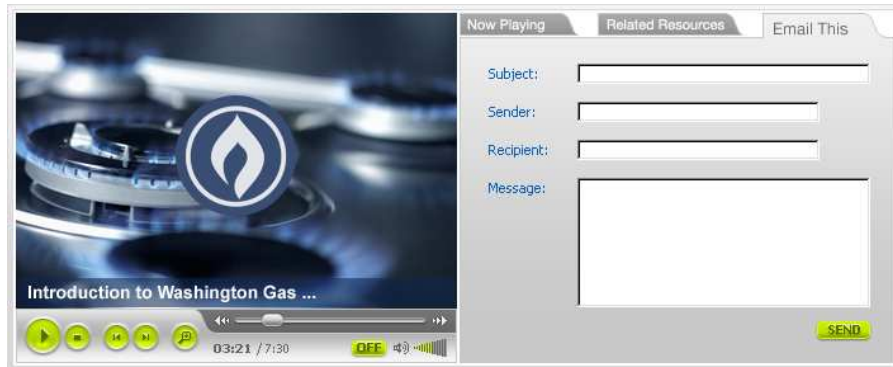 Now Playing
Related Resources
Email This
Subject:
Sender:
Recipient:
Message:
SEND
Introduction to Washington Gas ...
03:21 / 7:30
OFF